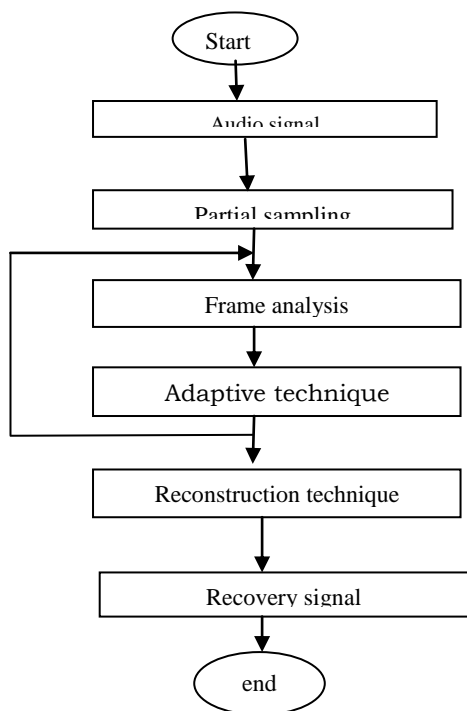 Start
Audio signal
Partial sampling
Frame analysis
Adaptive technique
Reconstruction technique
Recovery signal
end